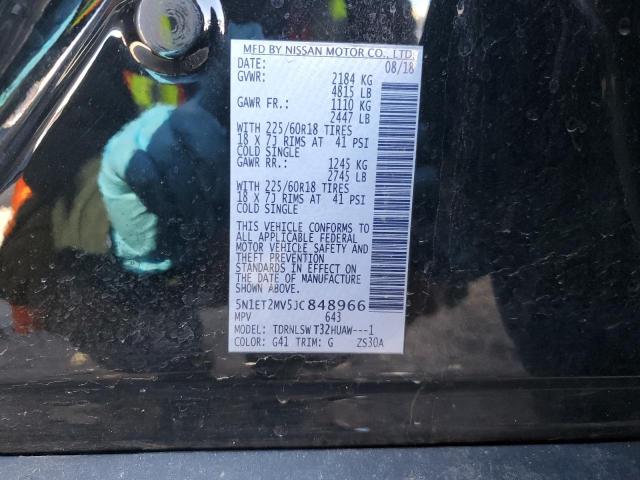 MFD BY NISSAN MOTOR CO., LTD.
DATE: 08/18
GVWR: 2184 KG
4815 LB
GAWR FR.: 1110 KG
2447 LB
WITH 225/60R18 TIRES
18 X 7J RIMS AT 41 PSI
COLD SINGLE
GAWR RR.: 1245 KG
2745 LB
WITH 225/60R18 TIRES
18 X 7J RIMS AT 41 PSI
COLD SINGLE
THIS VEHICLE CONFORMS TO
ALL APPLICABLE FEDERAL
MOTOR VEHICLE SAFETY AND
THEFT PREVENTION
STANDARDS IN EFFECT ON
THE DATE OF MANUFACTURE
SHOWN ABOVE.
5N1ET2MV5JC848966
MPV 643
MODEL: TDRNLSW T32HUAW---1
COLOR: G41 TRIM: G ZS30A